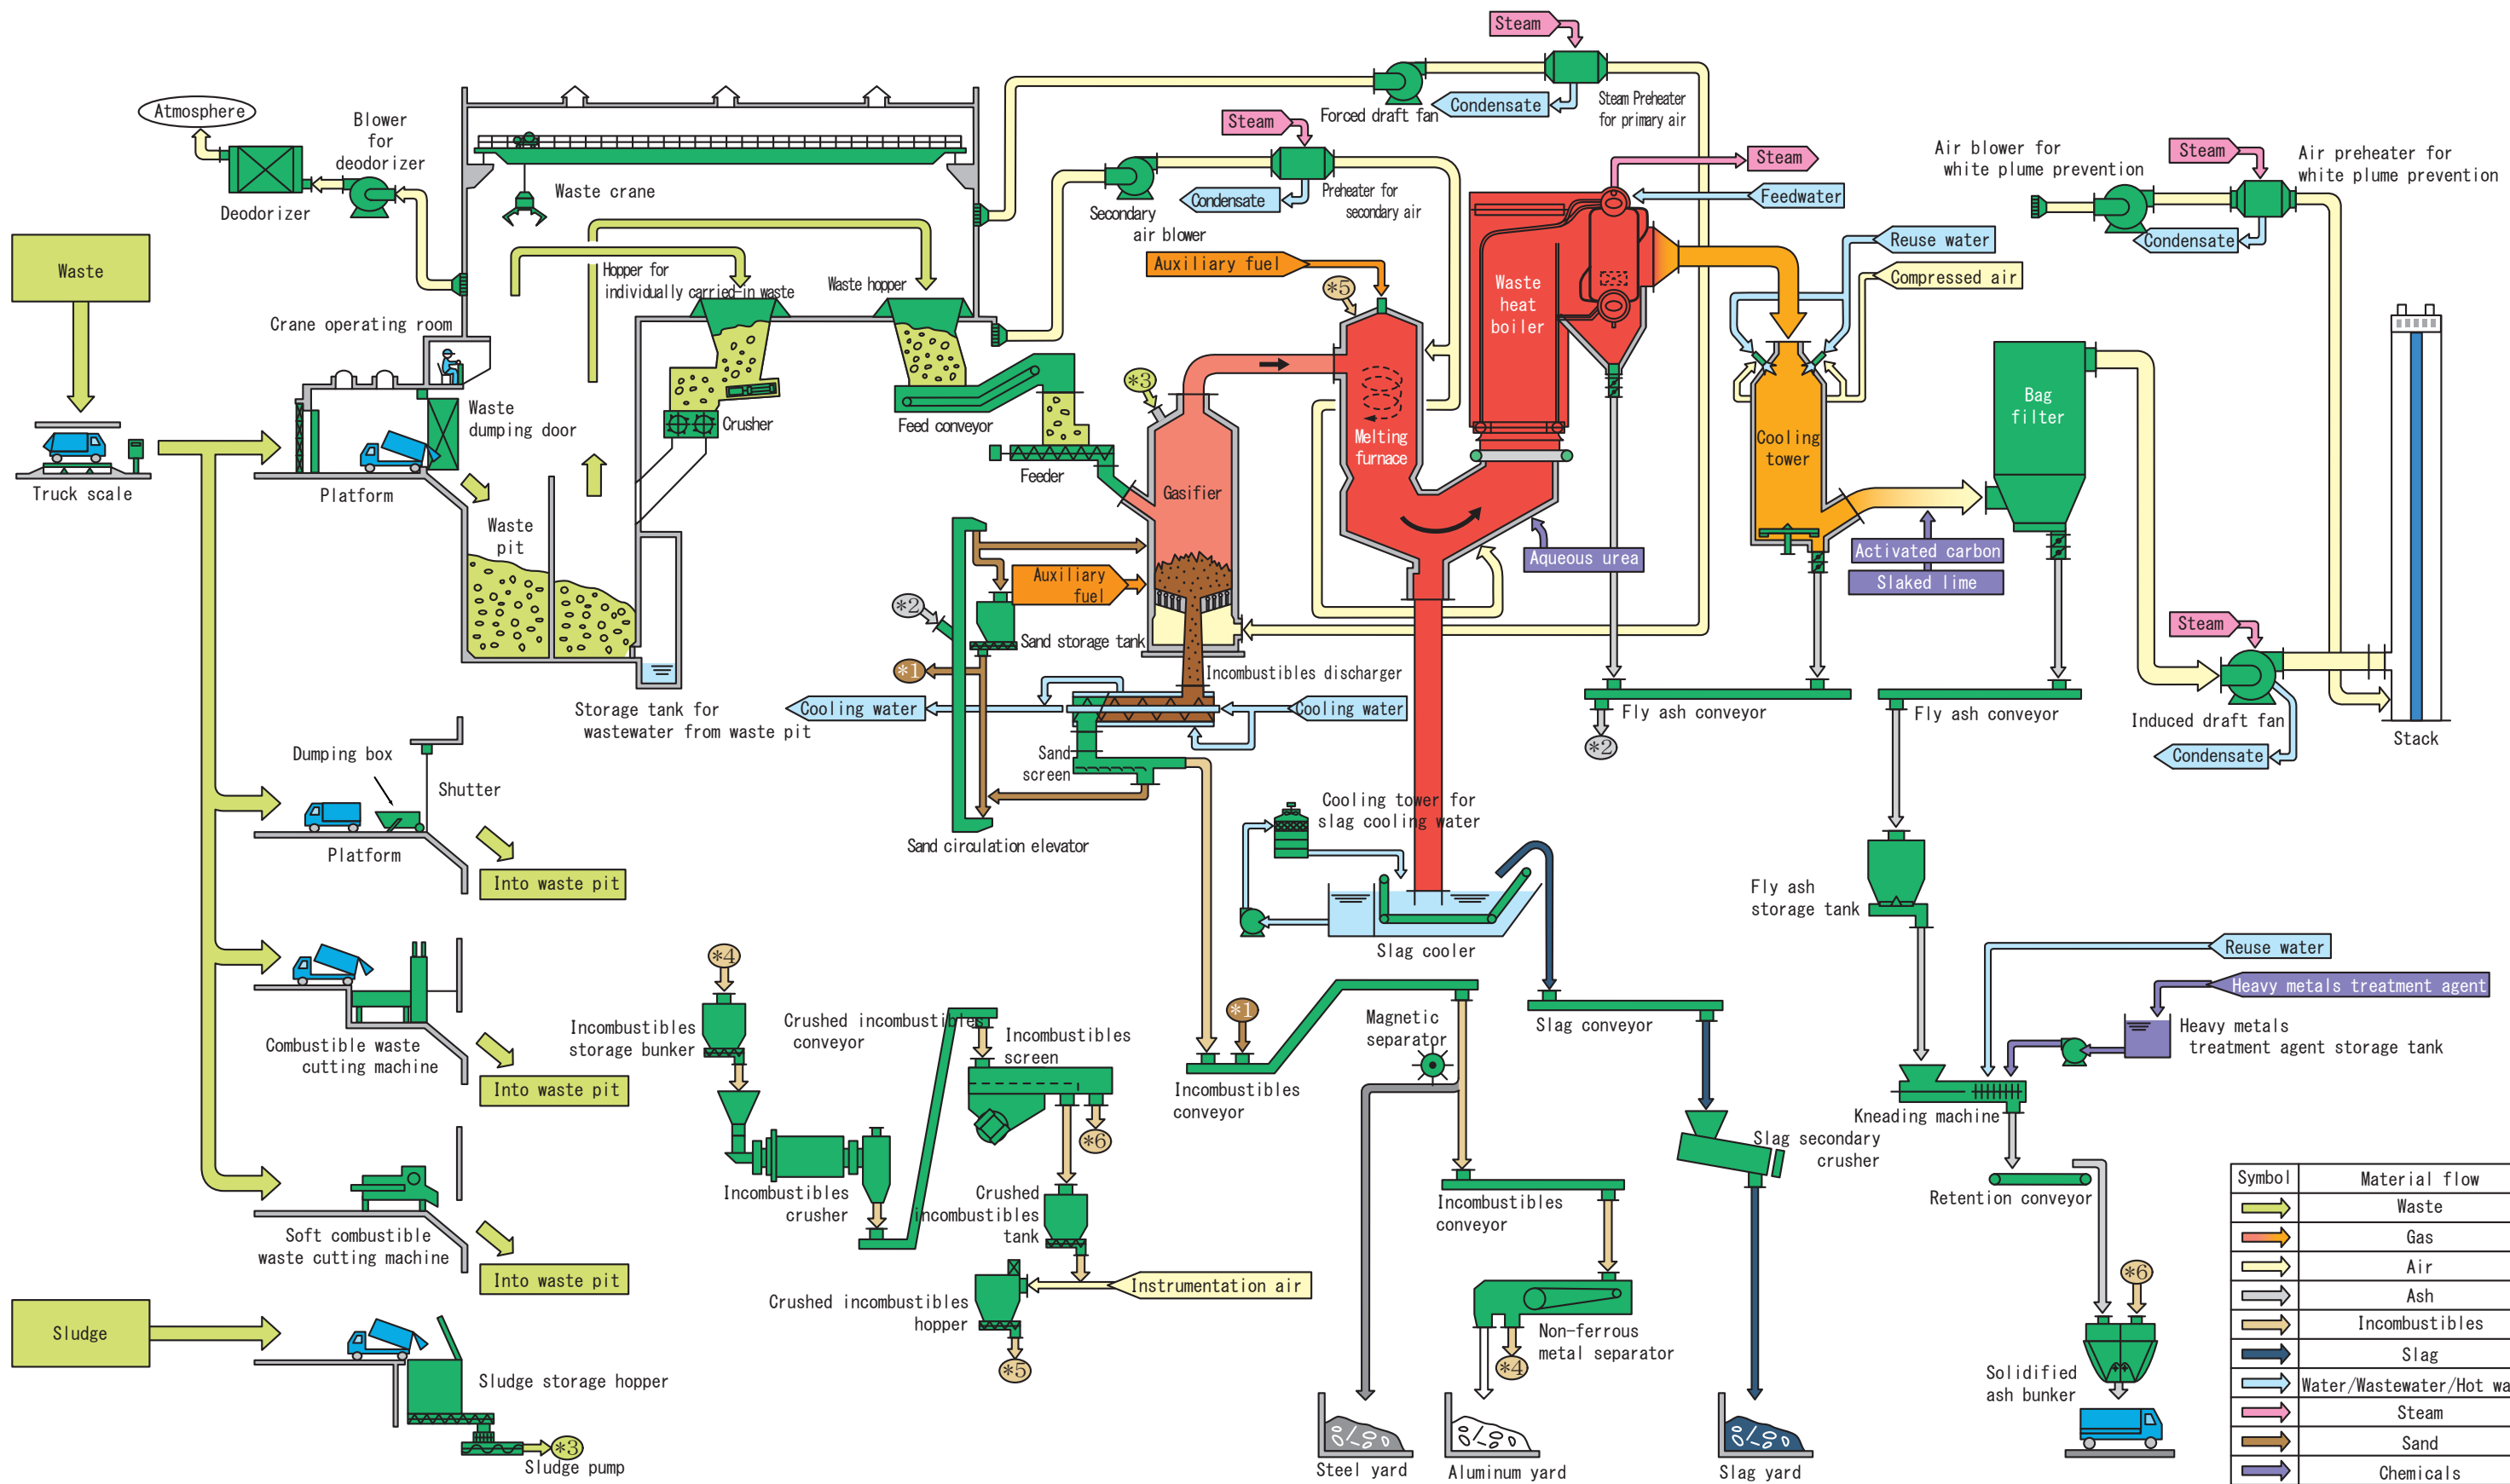 Steam
Atmosphere
Blower
for
deodorizer
Deodorizer
Waste crane
Forced draft fan
Condensate
Steam Preheater
for primary air
Steam
Secondary
air blower
Condensate
Preheater for
secondary air
Steam
Feedwater
Air blower for
white plume prevention
Steam
Air preheater for
white plume prevention
Condensate
Waste
Hopper for
individually carried-in waste
Waste hopper
Auxiliary fuel
*5
Waste
heat
boiler
Reuse water
Compressed air
Crane operating room
Truck scale
Platform
Waste
dumping door
Crusher
Feed conveyor
Feeder
*3
Gasifier
Melting
furnace
Cooling
tower
Bag
filter
Waste
pit
Auxiliary
fuel
*2
Sand storage tank
*1
Aqueous urea
Activated carbon
Slaked lime
Steam
Storage tank for
wastewater from waste pit
Cooling water
Incombustibles discharger
Cooling water
Sand
screen
Sand circulation elevator
Fly ash conveyor
*2
Fly ash conveyor
Induced draft fan
Condensate
Stack
Dumping box
Shutter
Platform
Into waste pit
Cooling tower for
slag cooling water
Slag cooler
Fly ash
storage tank
Reuse water
Heavy metals treatment agent
Heavy metals
treatment agent storage tank
Combustible waste
cutting machine
Into waste pit
*4
Incombustibles
storage bunker
Crushed incombustibles
conveyor
Incombustibles
screen
*6
*1
Incombustibles
conveyor
Magnetic
separator
Slag conveyor
Kneading machine
Retention conveyor
Slag secondary
crusher
Incombustibles
crusher
Crushed
incombustibles
tank
Incombustibles
conveyor
Soft combustible
waste cutting machine
Into waste pit
Crushed incombustibles
hopper
Instrumentation air
*5
Non-ferrous
metal separator
*4
*6
Solidified
ash bunker
Sludge
Sludge storage hopper
*3
Sludge pump
Steel yard
Aluminum yard
Slag yard
Symbol Material flow
Waste
Gas
Air
Ash
Incombustibles
Slag
Water/Wastewater/Hot wa
Steam
Sand
Chemicals